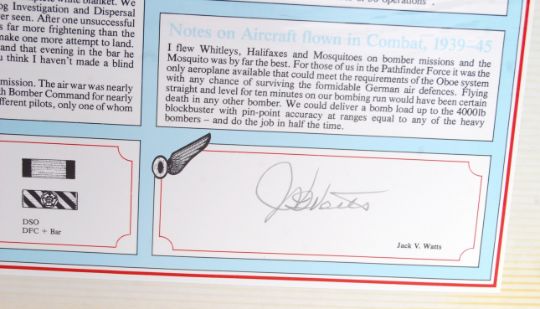 complete white blanket. We
og Investigation and Dispersal
er seen. After one unsuccessful
s far more frightening than the
make one more attempt to land.
and that evening in the bar he
u think I haven't made a blind
mission. The air war was nearly
h Bomber Command for nearly
fferent pilots, only one of whom
DSO
DFC + Bar
of 80 operations".
Notes on Aircraft flown in Combat, 1939–45
I flew Whitleys, Halifaxes and Mosquitoes on bomber missions and the
Mosquito was by far the best. For those of us in the Pathfinder Force it was the
only aeroplane available that could meet the requirements of the Oboe system
with any chance of surviving the formidable German air defences. Flying
straight and level for ten minutes on our bombing run would have been certain
death in any other bomber. We could deliver a bomb load up to the 4000lb
blockbuster with pin-point accuracy at ranges equal to any of the heavy
bombers – and do the job in half the time.
Watts
Jack V. Watts